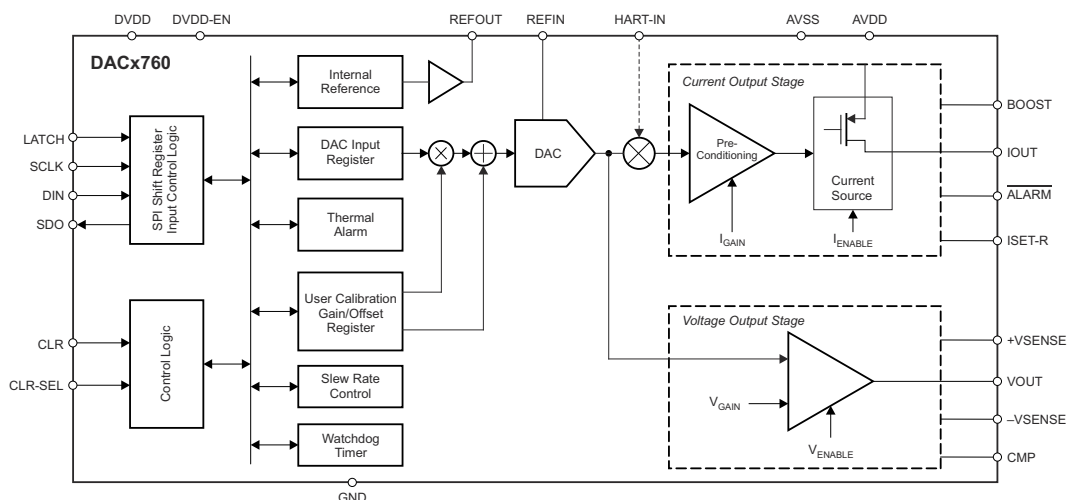 DVDD
DVDD-EN
REFOUT
REFIN
HART-IN
AVSS
AVDD
DACx760
LATCH
SCLK
DIN
SDO
SPI Shift Register
Input Control Logic
CLR
CLR-SEL
Control Logic
Internal
Reference
DAC Input
Register
Thermal
Alarm
User Calibration
Gain/Offset
Register
Slew Rate
Control
Watchdog
Timer
DAC
Current Output Stage
Pre-
Conditioning
IGAIN
Current
Source
IENABLE
BOOST
IOUT
ALARM
ISET-R
Voltage Output Stage
VGAIN
VENABLE
+VSENSE
VOUT
–VSENSE
CMP
GND